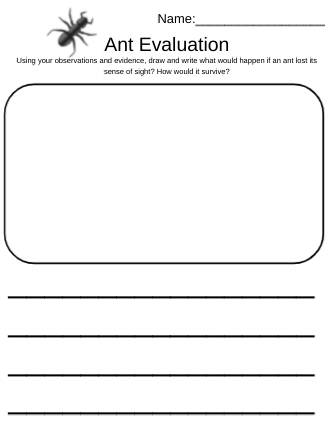 Name:____________________
Ant Evaluation
Using your observations and evidence, draw and write what would happen if an ant lost its
sense of sight? How would it survive?